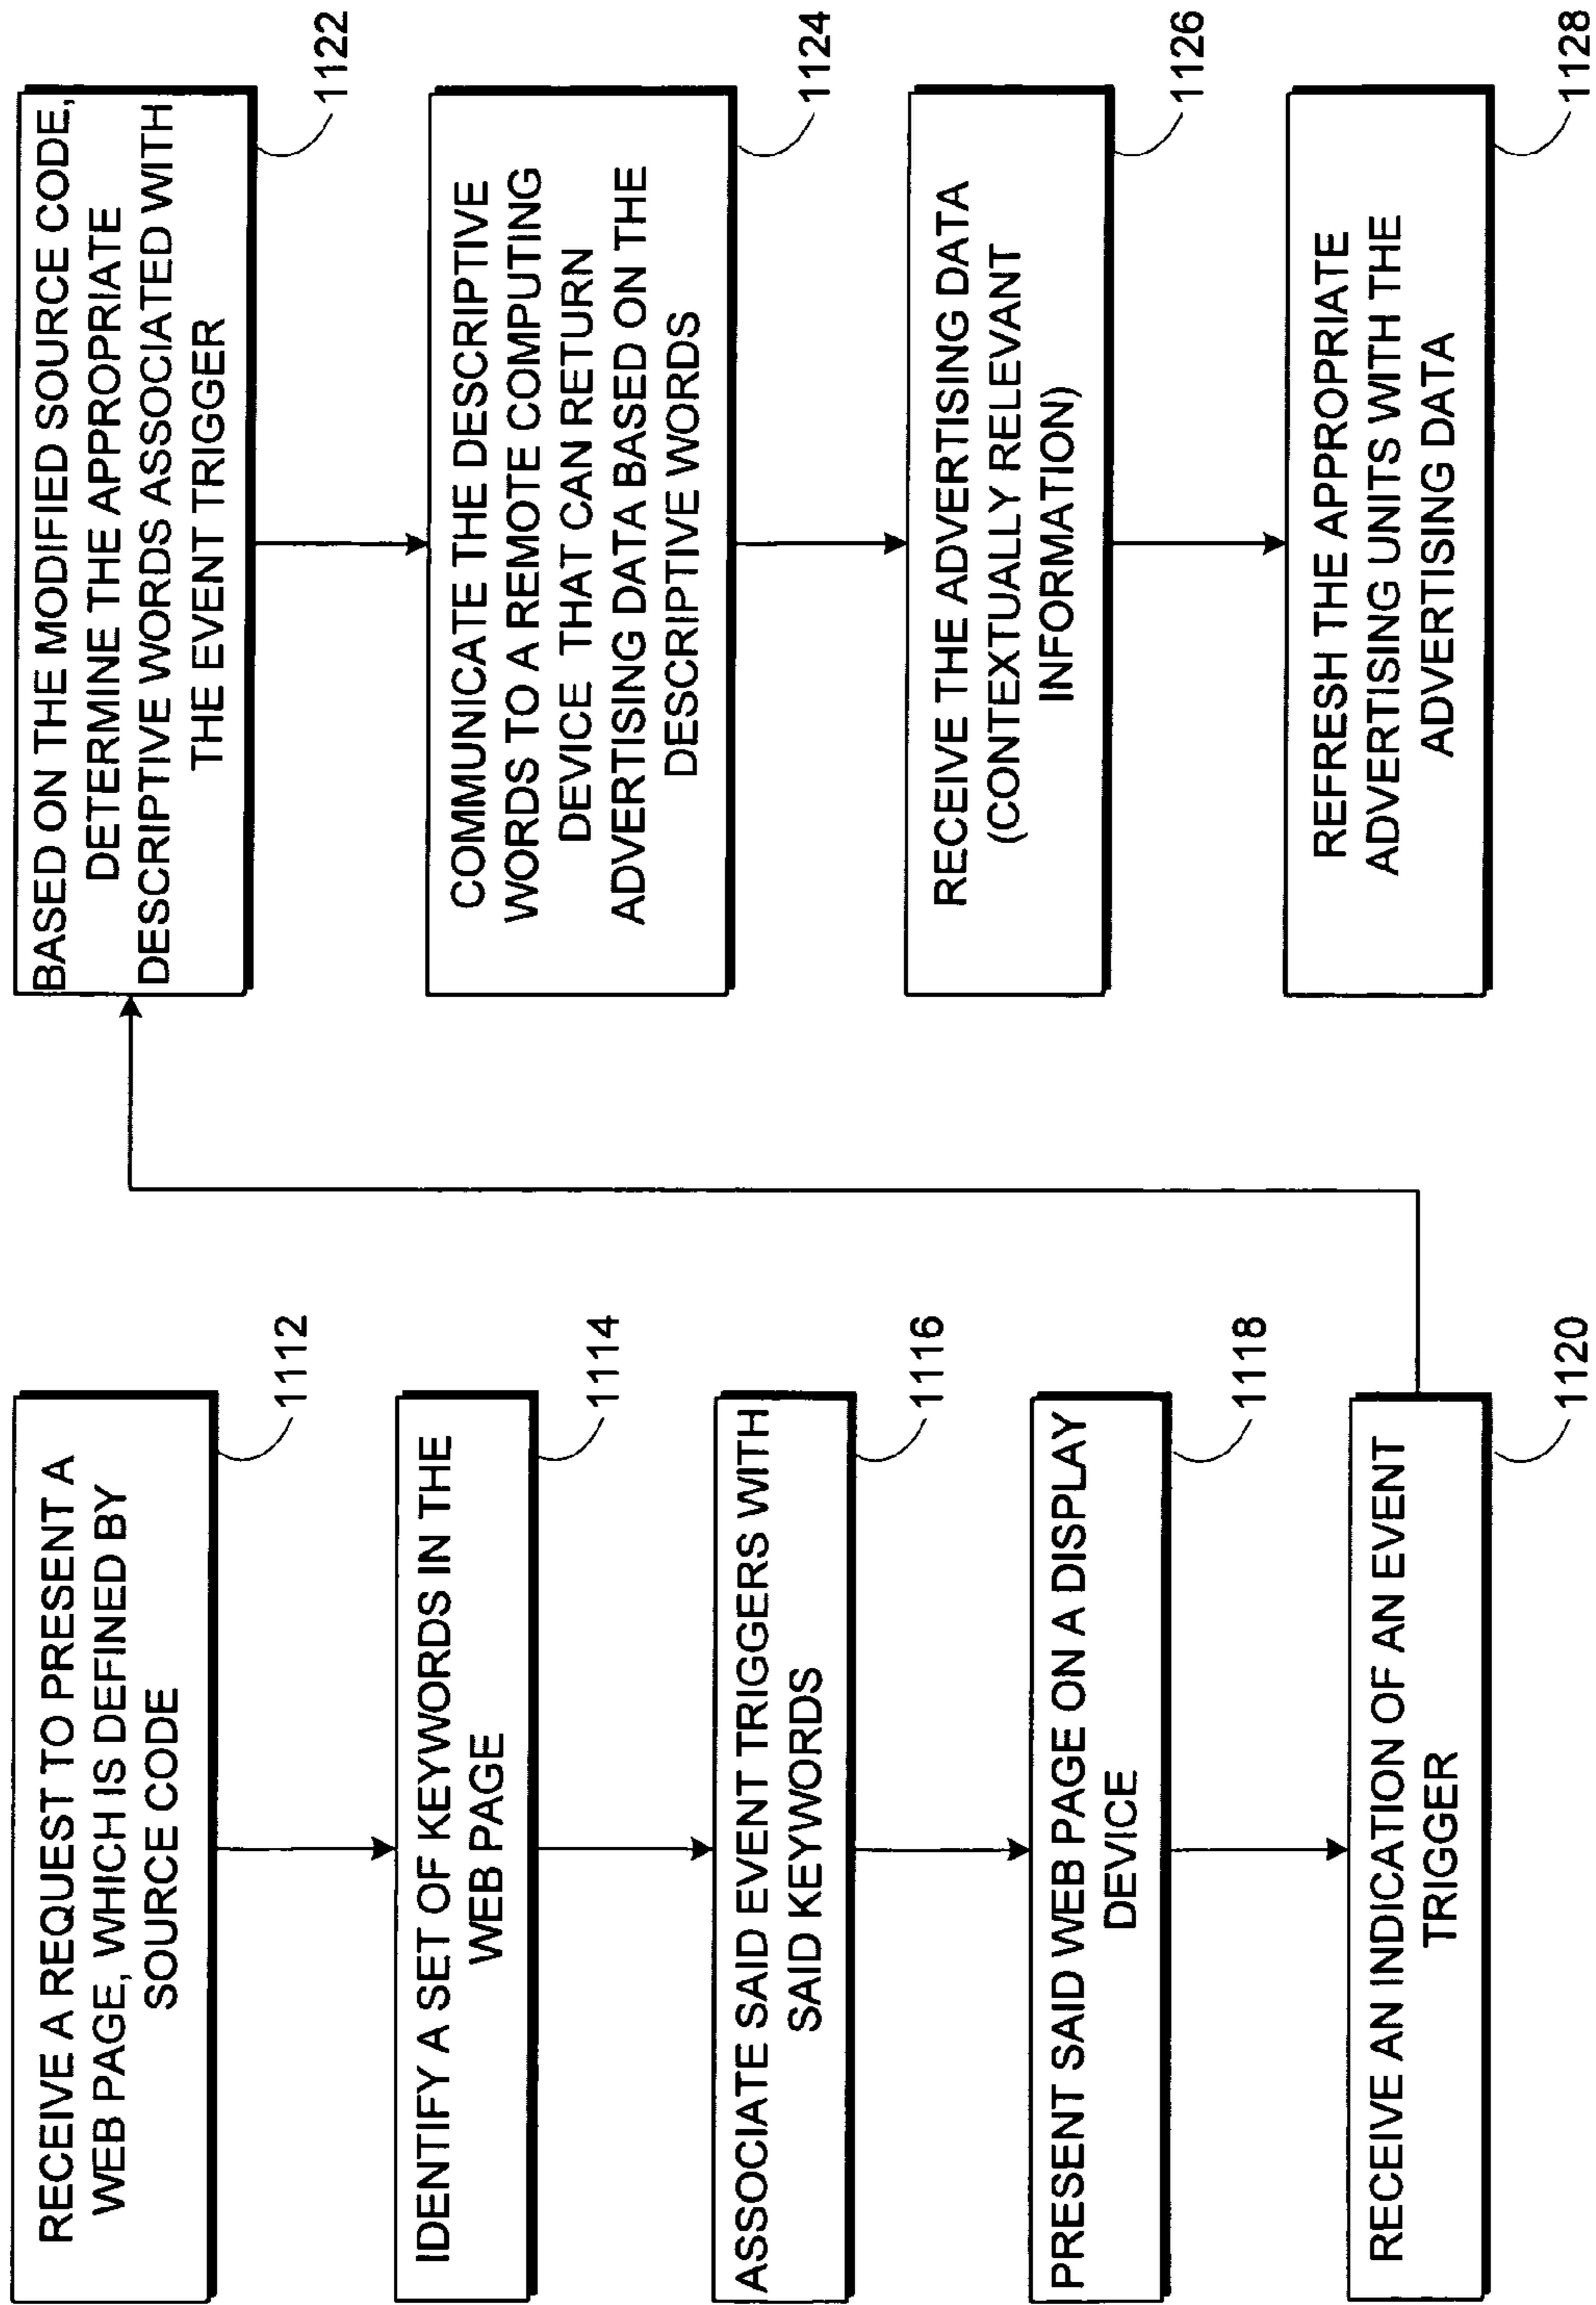 RECEIVE A REQUEST TO PRESENT A
WEB PAGE, WHICH IS DEFINED BY
SOURCE CODE
1112
IDENTIFY A SET OF KEYWORDS IN THE
WEB PAGE
1114
ASSOCIATE SAID EVENT TRIGGERS WITH
SAID KEYWORDS
1116
PRESENT SAID WEB PAGE ON A DISPLAY
DEVICE
1118
RECEIVE AN INDICATION OF AN EVENT
TRIGGER
1120
BASED ON THE MODIFIED SOURCE CODE,
DETERMINE THE APPROPRIATE
DESCRIPTIVE WORDS ASSOCIATED WITH
THE EVENT TRIGGER
1122
COMMUNICATE THE DESCRIPTIVE
WORDS TO A REMOTE COMPUTING
DEVICE THAT CAN RETURN
ADVERTISING DATA BASED ON THE
DESCRIPTIVE WORDS
1124
RECEIVE THE ADVERTISING DATA
(CONTEXTUALLY RELEVANT
INFORMATION)
1126
REFRESH THE APPROPRIATE
ADVERTISING UNITS WITH THE
ADVERTISING DATA
1128